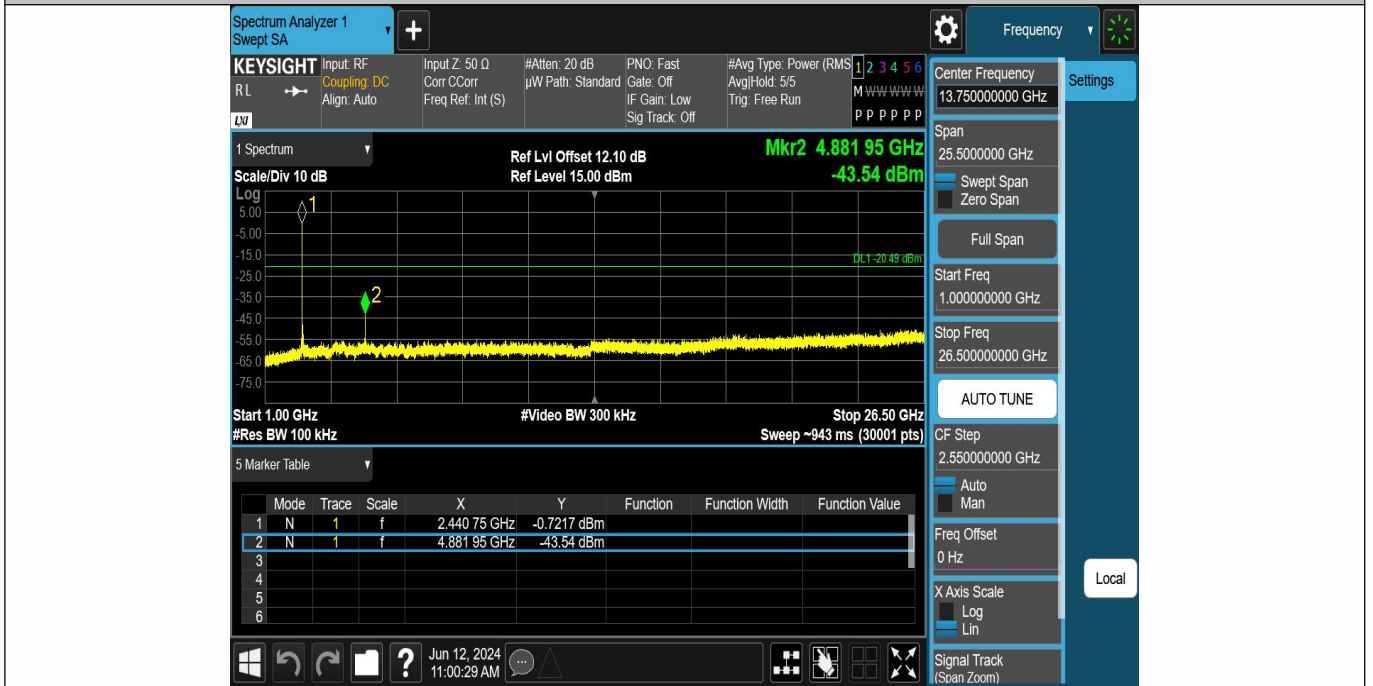 Spectrum Analyzer 1
Swept SA
+
Frequency
KEYSIGHT
RL
LXI
Input: RF
Coupling: DC
Align: Auto
Input Z: 50 Ω
Corr CCorr
Freq Ref: Int (S)
#Atten: 20 dB
µW Path: Standard
PNO: Fast
Gate: Off
IF Gain: Low
Sig Track: Off
#Avg Type: Power (RMS
Avg|Hold: 5/5
Trig: Free Run
1 2 3 4 5 6
M W W W W W
P P P P P P
1 Spectrum
Scale/Div 10 dB
Ref Lvl Offset 12.10 dB
Ref Level 15.00 dBm
Mkr2 4.881 95 GHz
-43.54 dBm
Log
5.00
-5.00
-15.0
-25.0
-35.0
-45.0
-55.0
-65.0
-75.0
1
2
DL1 -20.49 dBm
Start 1.00 GHz
#Video BW 300 kHz
Stop 26.50 GHz
#Res BW 100 kHz
Sweep ~943 ms (30001 pts)
5 Marker Table
Mode Trace Scale X Y Function Function Width Function Value
1 N 1 f 2.440 75 GHz -0.7217 dBm
2 N 1 f 4.881 95 GHz -43.54 dBm
3
4
5
6
Jun 12, 2024
11:00:29 AM
?
Center Frequency
13.750000000 GHz
Settings
Span
25.5000000 GHz
Swept Span
Zero Span
Full Span
Start Freq
1.000000000 GHz
Stop Freq
26.500000000 GHz
AUTO TUNE
CF Step
2.550000000 GHz
Auto
Man
Freq Offset
0 Hz
Local
X Axis Scale
Log
Lin
Signal Track
(Span Zoom)